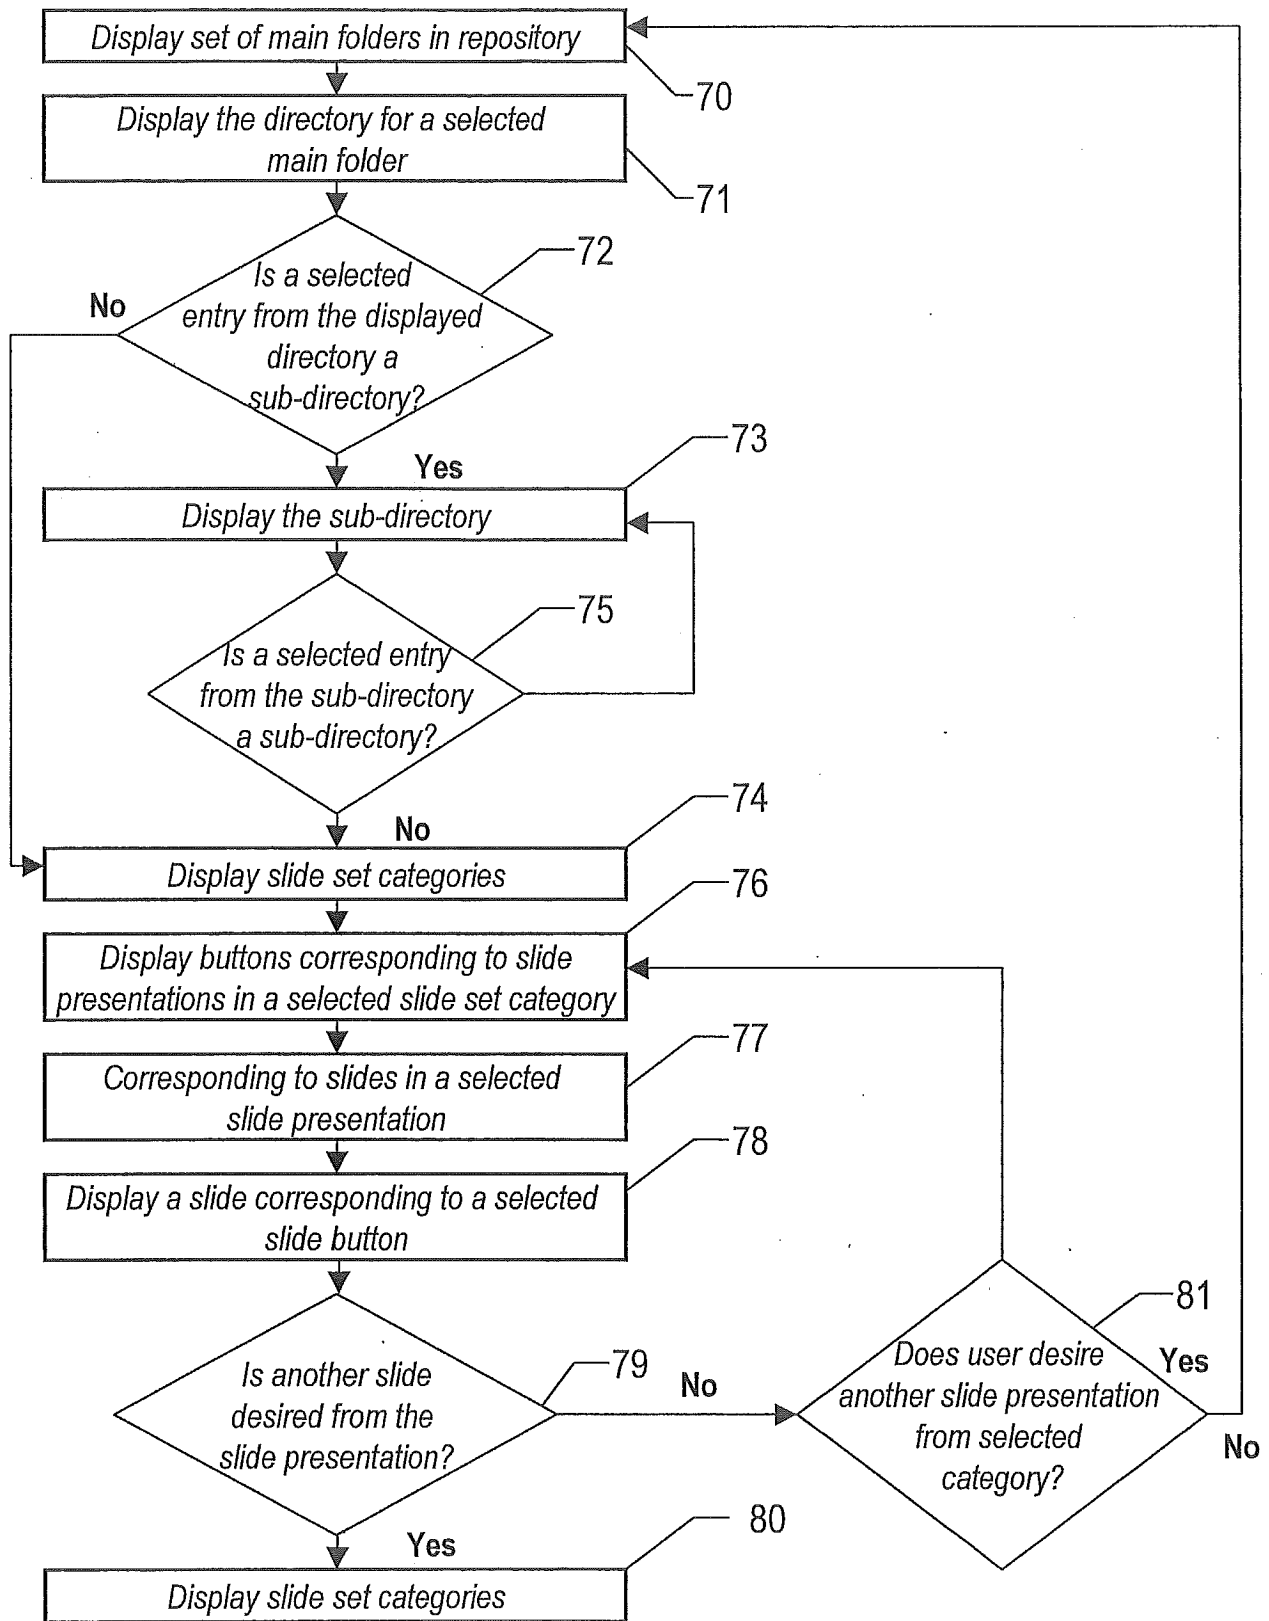 Display set of main folders in repository
70
Display the directory for a selected
main folder
71
72
Is a selected
entry from the displayed
directory a
sub-directory?
No
Yes
73
Display the sub-directory
75
Is a selected entry
from the sub-directory
a sub-directory?
No
74
Display slide set categories
76
Display buttons corresponding to slide
presentations in a selected slide set category
77
Corresponding to slides in a selected
slide presentation
78
Display a slide corresponding to a selected
slide button
79
Is another slide
desired from the
slide presentation?
No
81
Does user desire
another slide presentation
from selected
category?
Yes
No
Yes
80
Display slide set categories